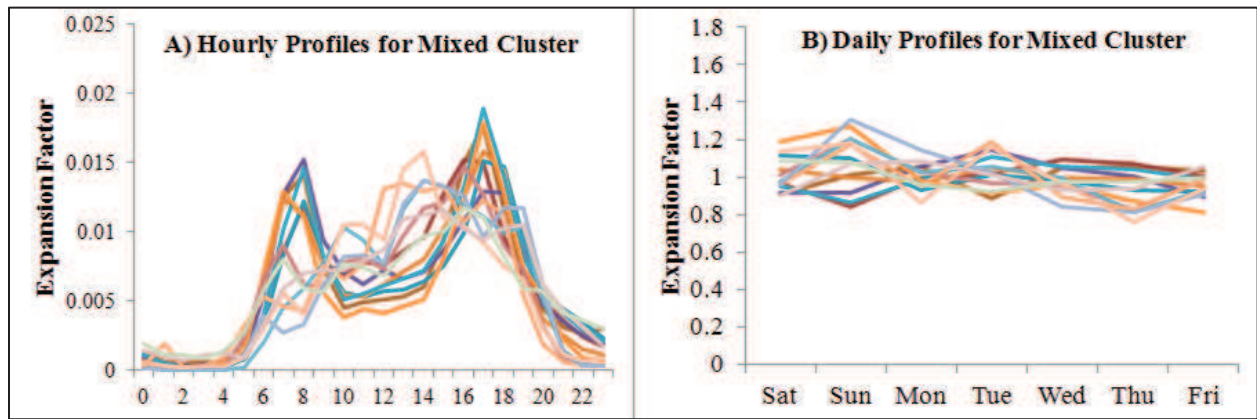 A) Hourly Profiles for Mixed Cluster
Expansion Factor
0.025
0.02
0.015
0.01
0.005
0
0 2 4 6 8 10 12 14 16 18 20 22
B) Daily Profiles for Mixed Cluster
Expansion Factor
1.8
1.6
1.4
1.2
1
0.8
0.6
0.4
0.2
0
Sat Sun Mon Tue Wed Thu Fri